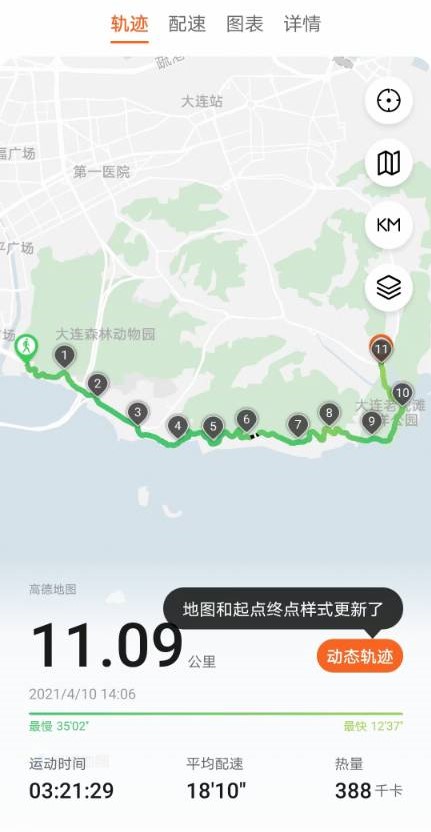 轨迹 配速 图表 详情
疏港
大连站
福广场
第一医院
KM
平广场
场
大连森林动物园
1
11
2
10
3
大连老虎滩
海洋公园
4
5
6
7
8
9
高德地图
地图和起点终点样式更新了
11.09 公里
动态轨迹
2021/4/10 14:06
最慢 35'02"
最快 12'37"
运动时间 平均配速 热量
03:21:29 18'10" 388 千卡